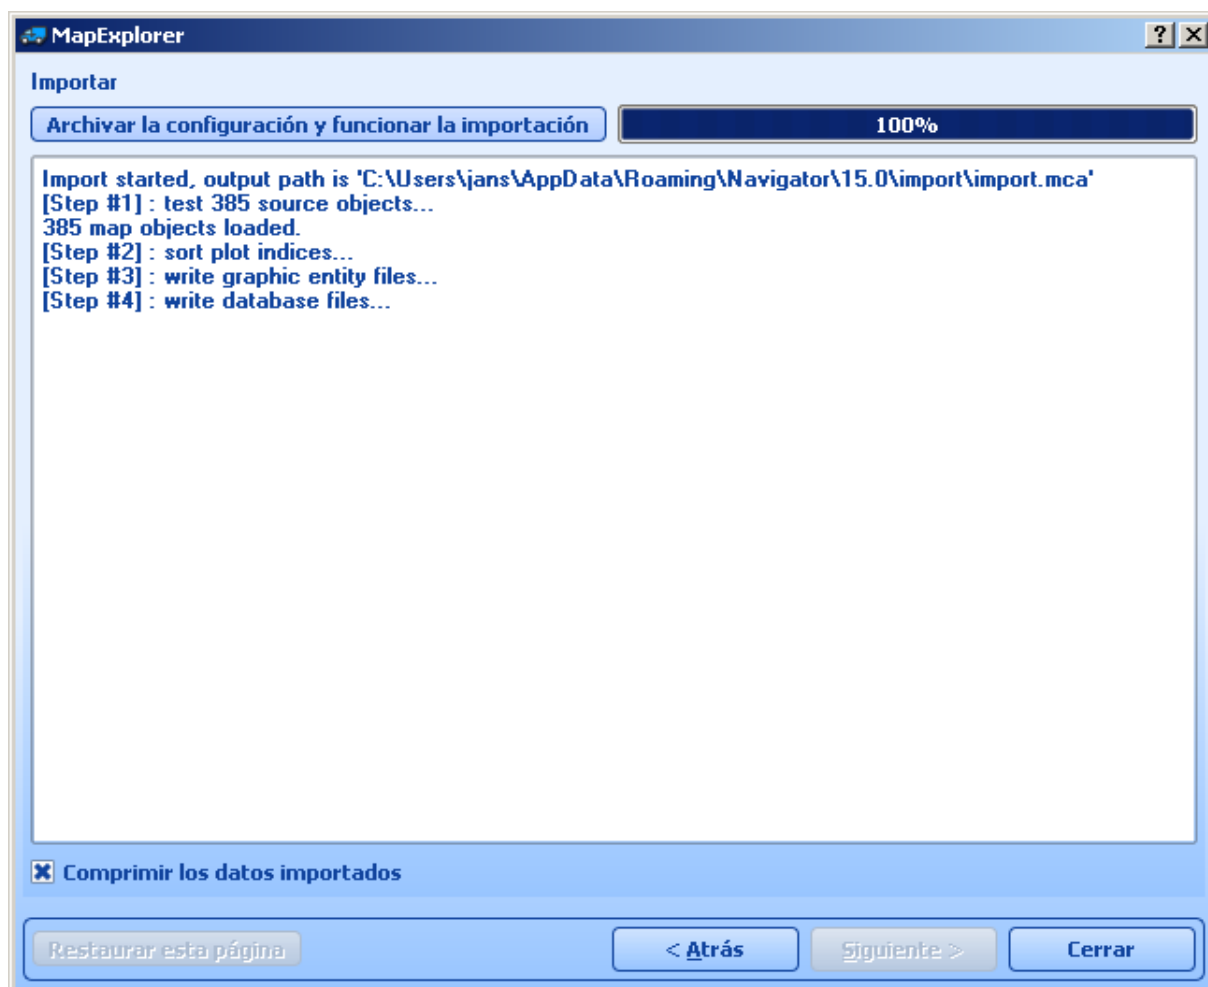 MapExplorer
Importar
Archivar la configuración y funcionar la importación 100%
Import started, output path is 'C:\Users\jans\AppData\Roaming\Navigator\15.0\import\import.mca'
[Step #1] : test 385 source objects...
385 map objects loaded.
[Step #2] : sort plot indices...
[Step #3] : write graphic entity files...
[Step #4] : write database files...
Comprimir los datos importados
Restaurar esta página < Atrás Siguiente > Cerrar